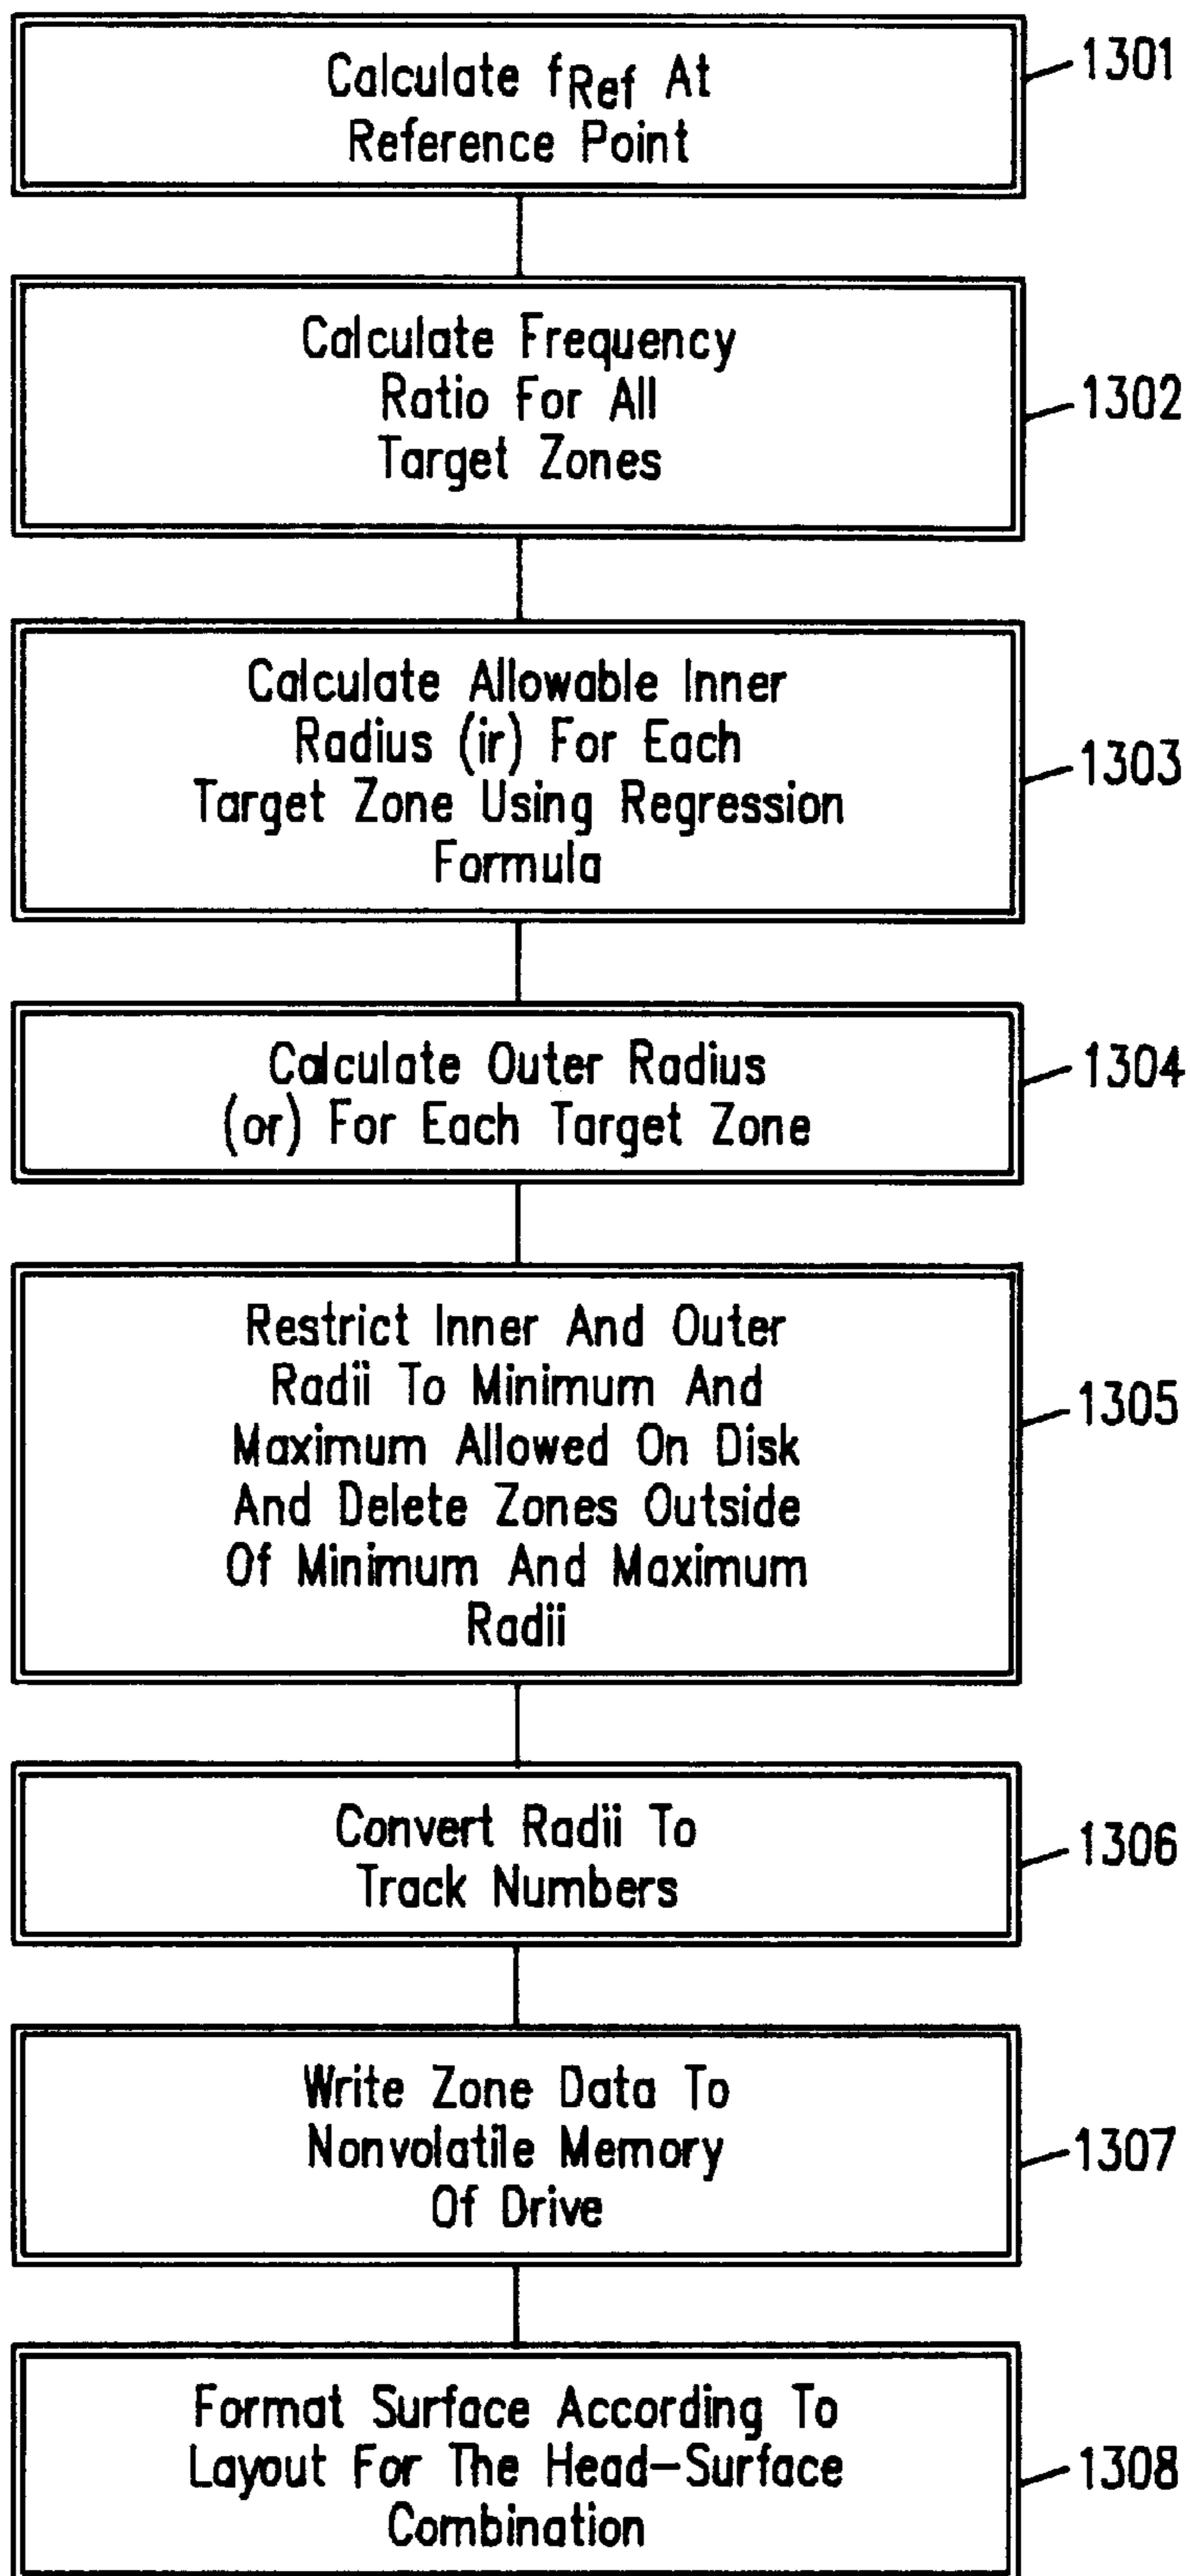 Calculate fRef At
Reference Point
1301
Calculate Frequency
Ratio For All
Target Zones
1302
Calculate Allowable Inner
Radius (ir) For Each
Target Zone Using Regression
Formula
1303
Calculate Outer Radius
(or) For Each Target Zone
1304
Restrict Inner And Outer
Radii To Minimum And
Maximum Allowed On Disk
And Delete Zones Outside
Of Minimum And Maximum
Radii
1305
Convert Radii To
Track Numbers
1306
Write Zone Data To
Nonvolatile Memory
Of Drive
1307
Format Surface According To
Layout For The Head-Surface
Combination
1308